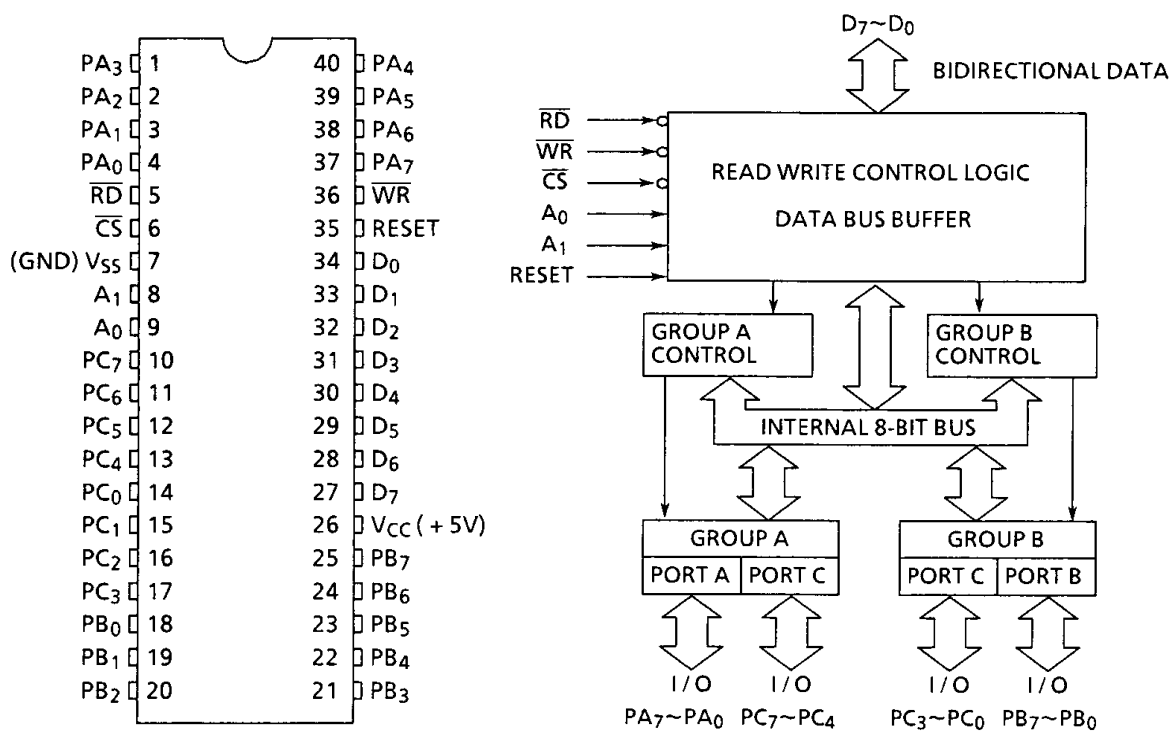 PA3 1 40 PA4
PA2 2 39 PA5
PA1 3 38 PA6
PA0 4 37 PA7
R̅D̅ 5 36 W̅R̅
C̅S̅ 6 35 RESET
(GND) VSS 7 34 D0
A1 8 33 D1
A0 9 32 D2
PC7 10 31 D3
PC6 11 30 D4
PC5 12 29 D5
PC4 13 28 D6
PC0 14 27 D7
PC1 15 26 VCC (+5V)
PC2 16 25 PB7
PC3 17 24 PB6
PB0 18 23 PB5
PB1 19 22 PB4
PB2 20 21 PB3
D7~D0
BIDIRECTIONAL DATA
R̅D̅
W̅R̅
C̅S̅
A0
A1
RESET
READ WRITE CONTROL LOGIC
DATA BUS BUFFER
GROUP A
CONTROL
GROUP B
CONTROL
INTERNAL 8-BIT BUS
GROUP A
PORT A PORT C
GROUP B
PORT C PORT B
I/O I/O I/O I/O
PA7~PA0 PC7~PC4 PC3~PC0 PB7~PB0